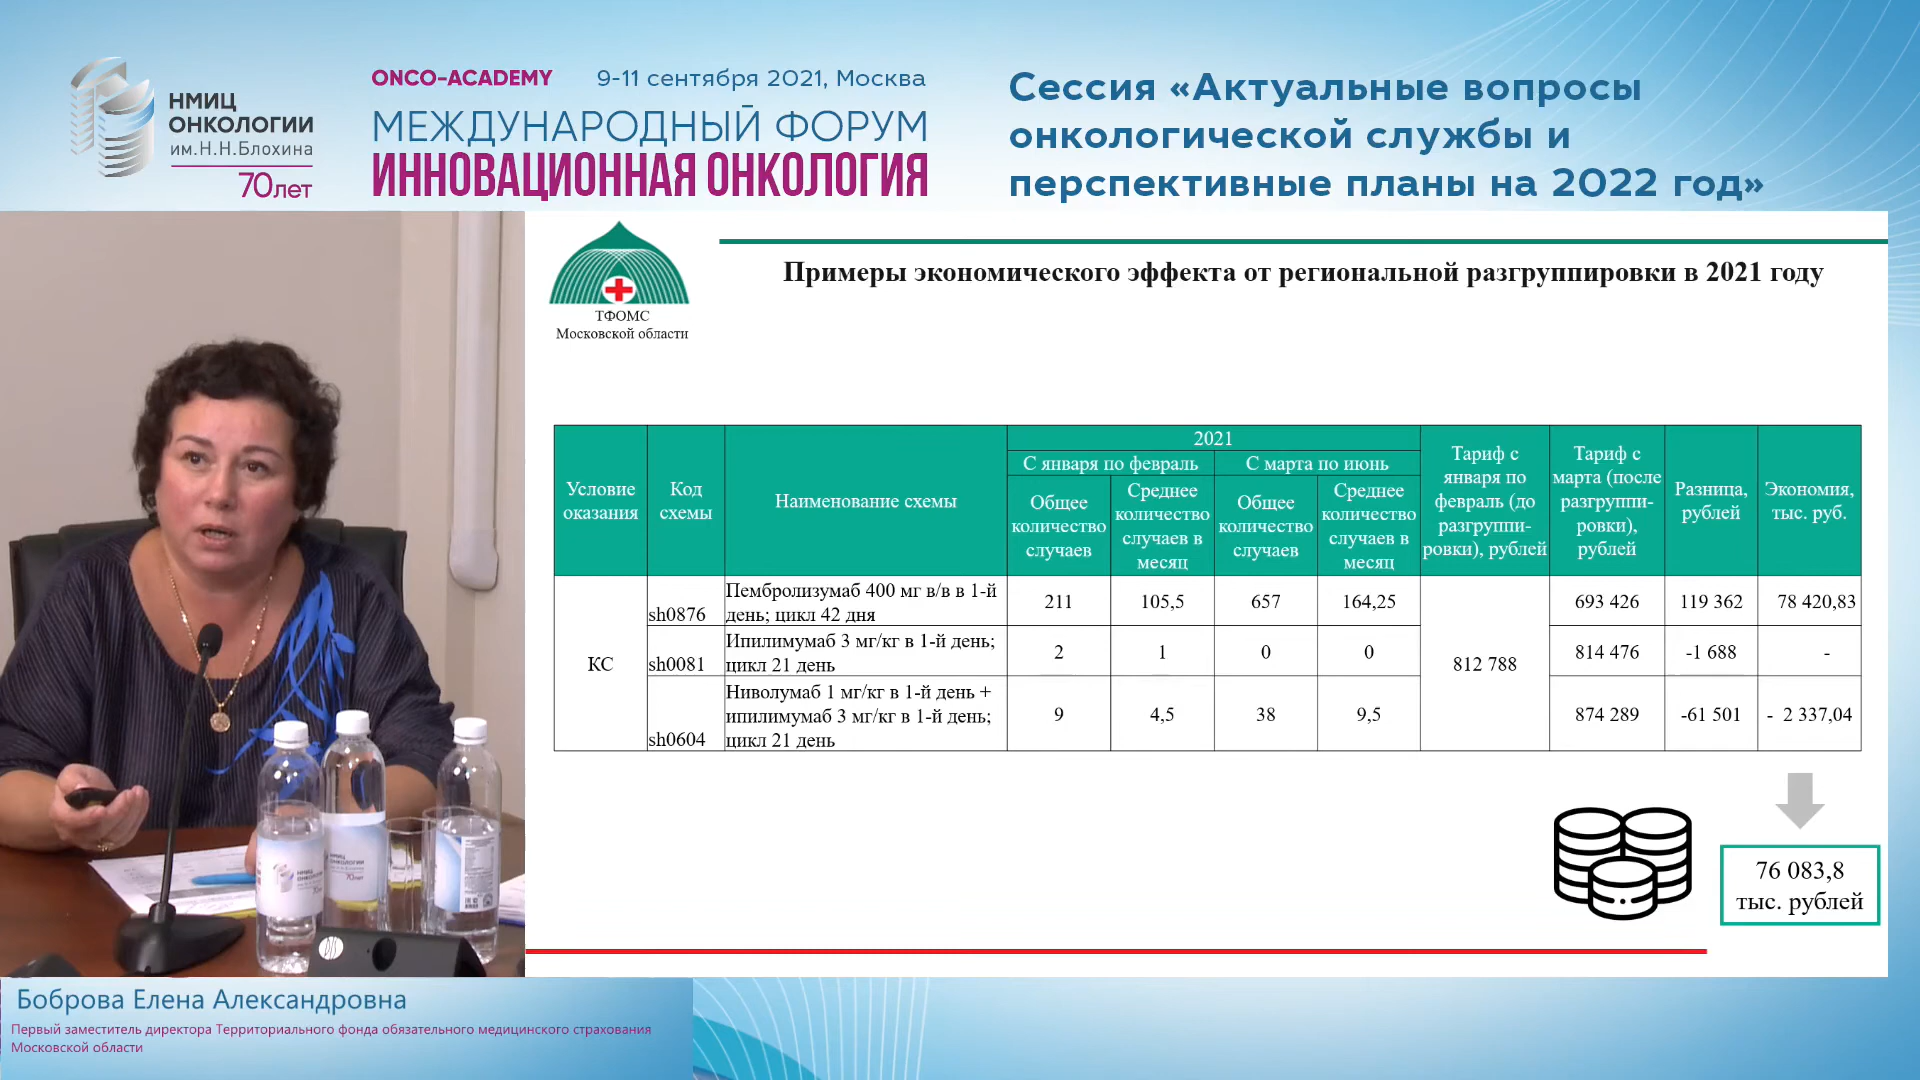 НМИЦ
ОНКОЛОГИИ
им.Н.Н.Блохина
70лет
ONCO-ACADEMY
9-11 сентября 2021, Москва
МЕЖДУНАРОДНЫЙ ФОРУМ
ИННОВАЦИОННАЯ ОНКОЛОГИЯ
Сессия «Актуальные вопросы
онкологической службы и
перспективные планы на 2022 год»
ТФОМС
Московской области
Примеры экономического эффекта от региональной разгруппировки в 2021 году
Условие
оказания
Код
схемы
Наименование схемы
2021
С января по февраль
С марта по июнь
Общее
количество
случаев
Среднее
количество
случаев в
месяц
Общее
количество
случаев
Среднее
количество
случаев в
месяц
Тариф с
января по
февраль (до
разгруппи-
ровки), рублей
Тариф с
марта (после
разгруппи-
ровки),
рублей
Разница,
рублей
Экономия,
тыс. руб.
КС
sh0876
Пембролизумаб 400 мг в/в в 1-й
день; цикл 42 дня
211
105,5
657
164,25
812 788
693 426
119 362
78 420,83
sh0081
Ипилимумаб 3 мг/кг в 1-й день;
цикл 21 день
2
1
0
0
814 476
-1 688
-
sh0604
Ниволумаб 1 мг/кг в 1-й день +
ипилимумаб 3 мг/кг в 1-й день;
цикл 21 день
9
4,5
38
9,5
874 289
-61 501
- 2 337,04
76 083,8
тыс. рублей
НМИЦ
ОНКОЛОГИИ
НМИЦ
ОНКОЛОГИИ
70лет
Боброва Елена Александровна
Первый заместитель директора Территориального фонда обязательного медицинского страхования
Московской области